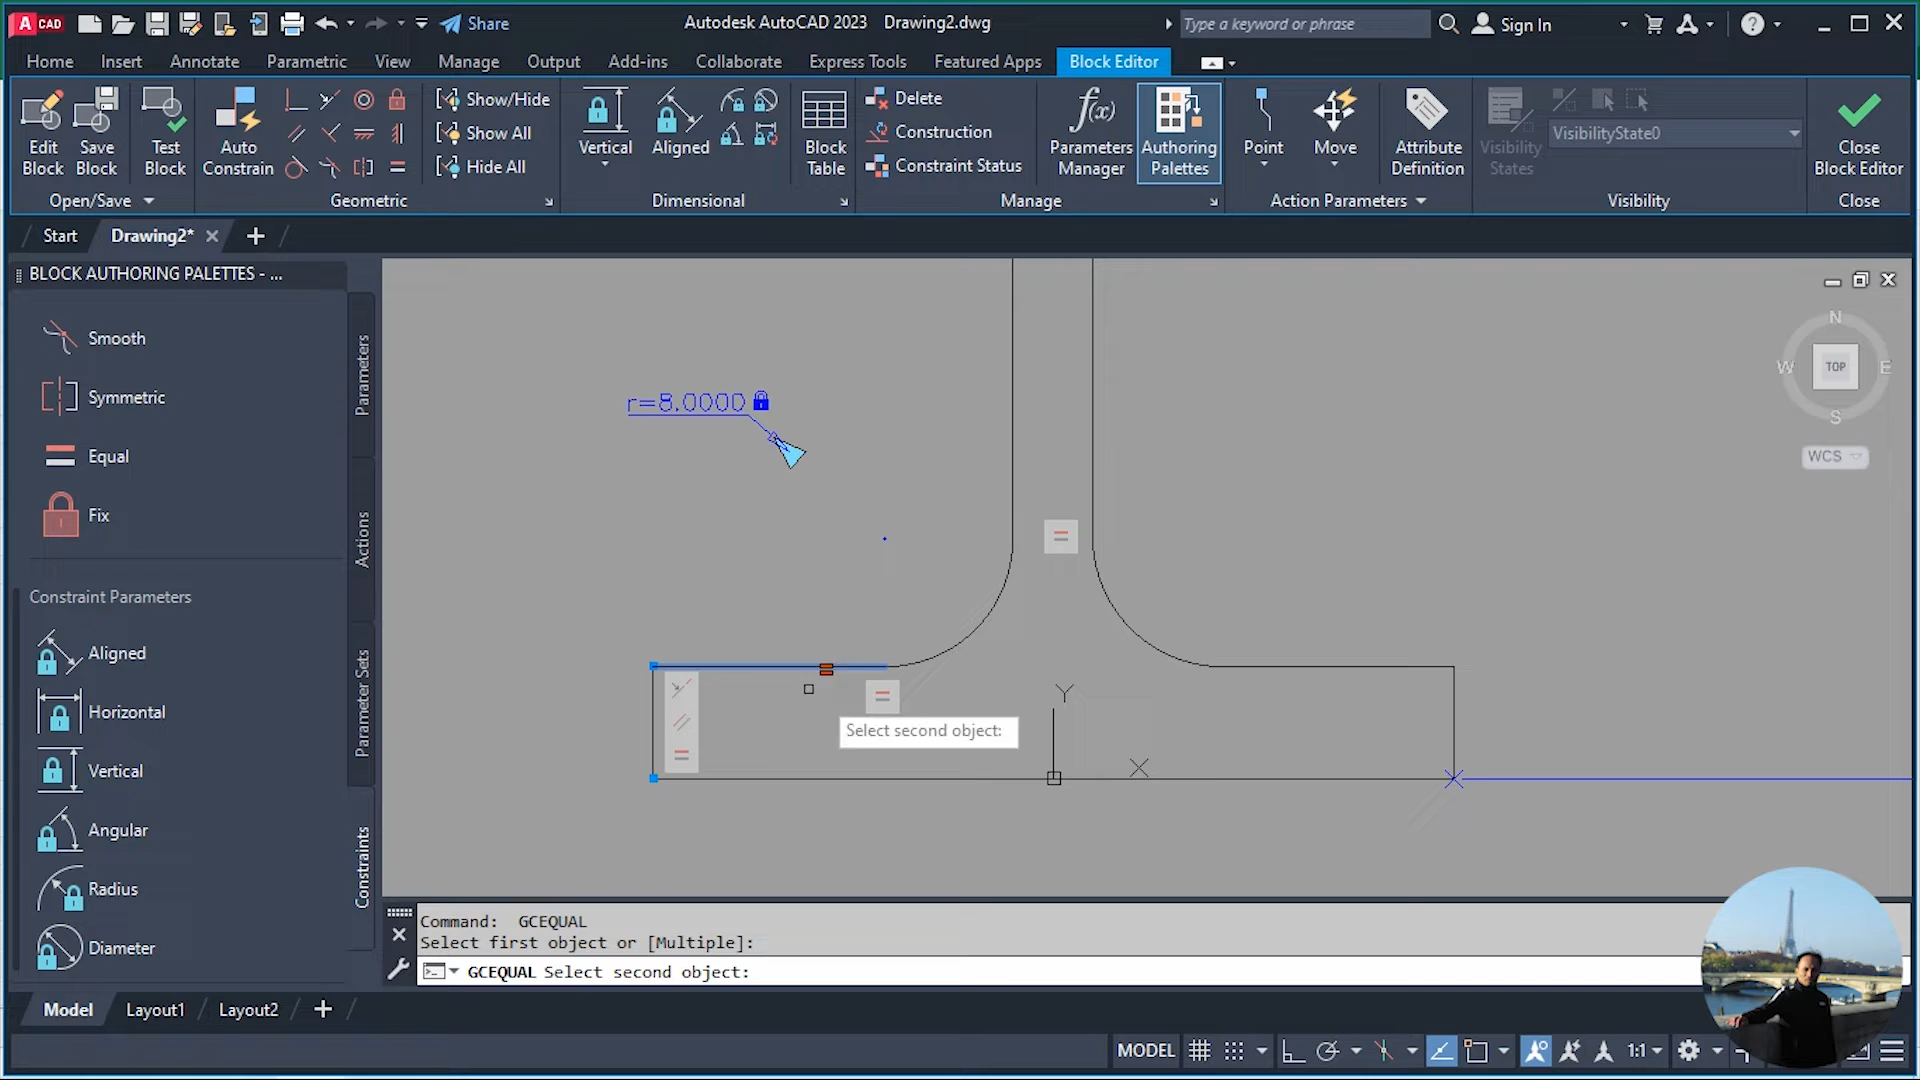 A CAD
Share
Autodesk AutoCAD 2023 Drawing2.dwg
Type a keyword or phrase
Sign In
Home Insert Annotate Parametric View Manage Output Add-ins Collaborate Express Tools Featured Apps Block Editor
Edit Block
Save Block
Test Block
Auto Constrain
Show/Hide
Show All
Hide All
Vertical
Aligned
Block Table
Delete
Construction
Constraint Status
f(x)
Parameters Manager
Authoring Palettes
Point
Move
Attribute Definition
Visibility States
VisibilityState0
Close Block Editor
Open/Save Geometric Dimensional Manage Action Parameters Visibility Close
Start Drawing2*
BLOCK AUTHORING PALETTES - ...
Smooth
Symmetric
Equal
Fix
Constraint Parameters
Aligned
Horizontal
Vertical
Angular
Radius
Diameter
Parameters
Actions
Parameter Sets
Constraints
r=8.0000
N
W TOP E
S
WCS
Y
X
Select second object:
Command: GCEQUAL
Select first object or [Multiple]:
GCEQUAL Select second object:
Model Layout1 Layout2
MODEL
1:1